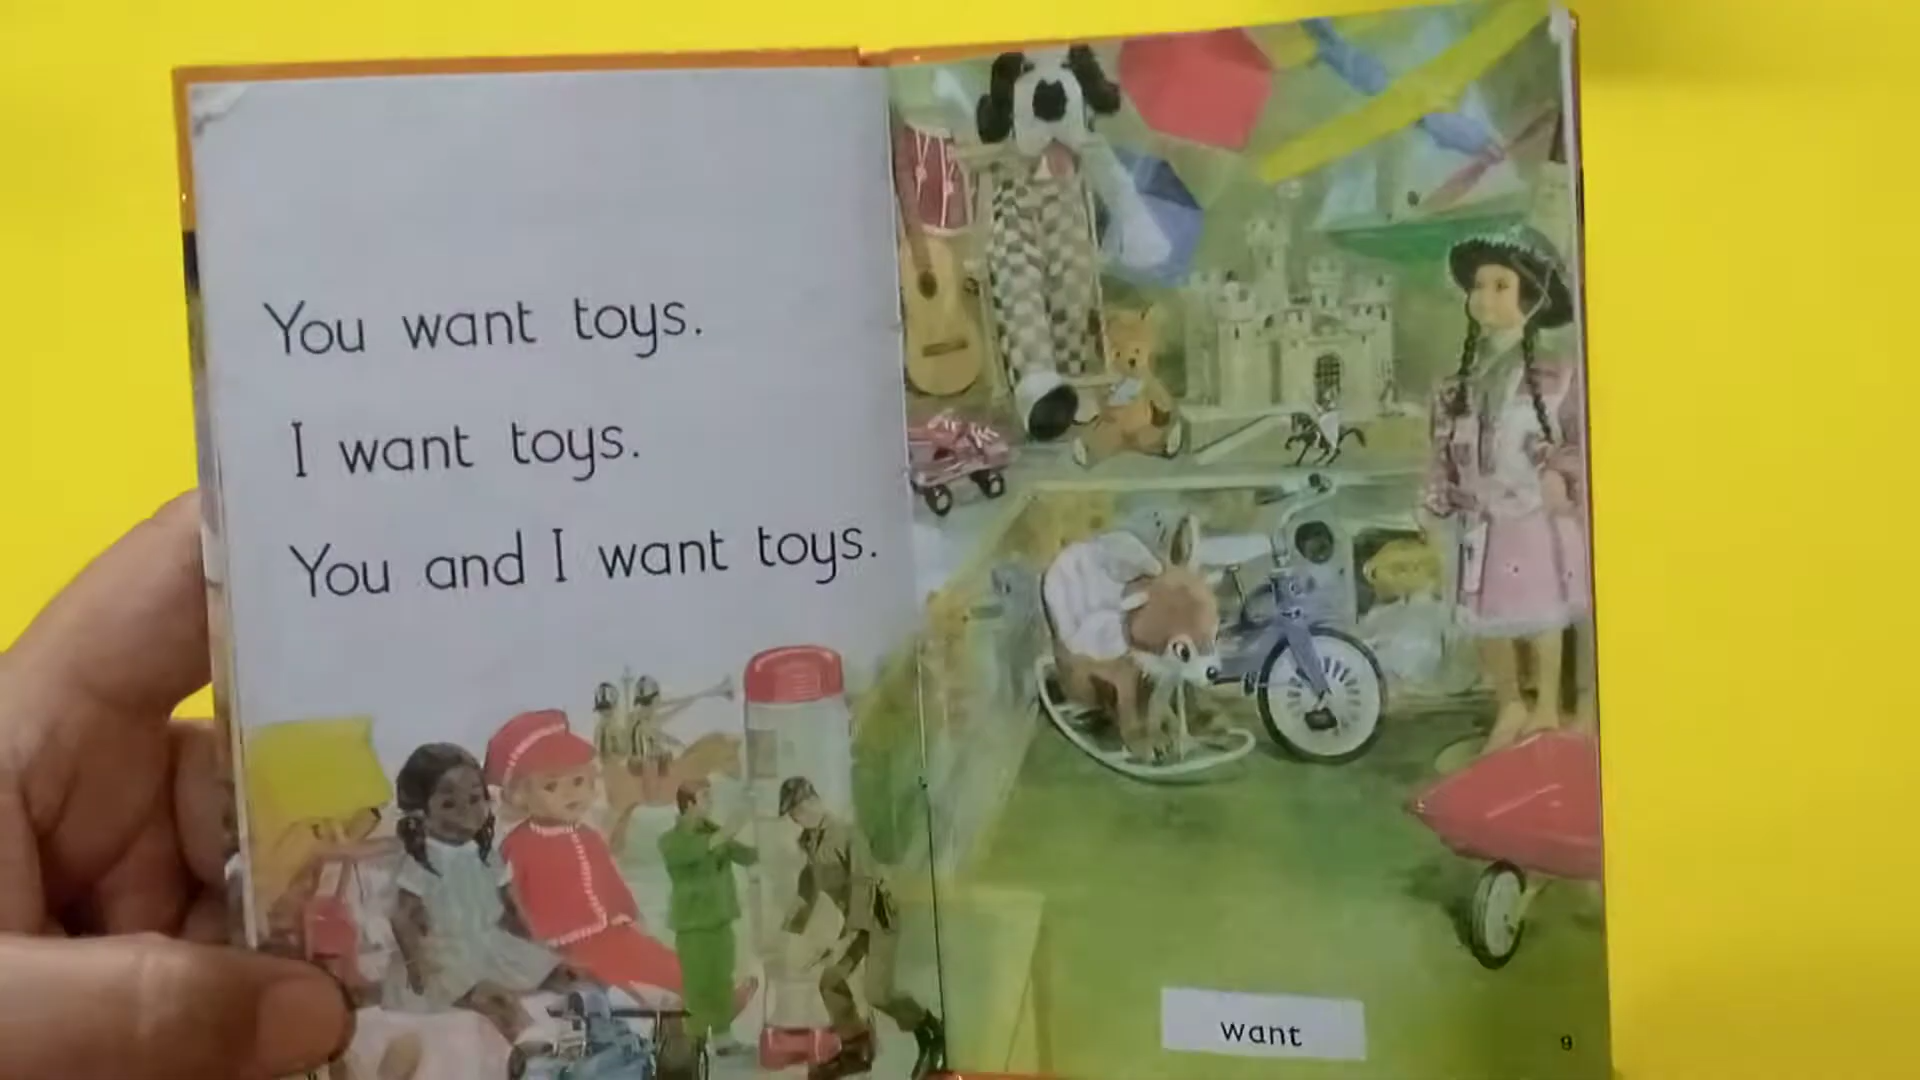 You want toys.
I want toys.
You and I want toys.
want
9